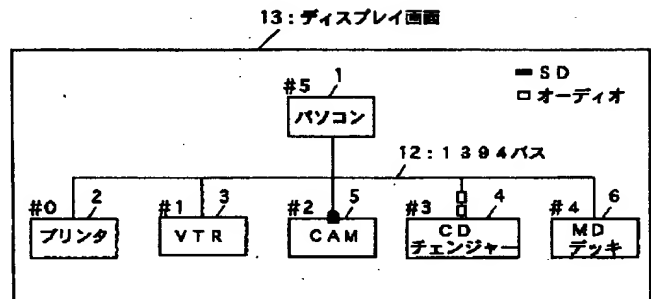 13：ディスプレイ画面
■ SD
□ オーディオ
#5 1
パソコン
12：1394バス
#0 2
プリンタ
#1 3
VTR
#2 5
CAM
#3 4
CD
チェンジャー
#4 6
MD
デッキ